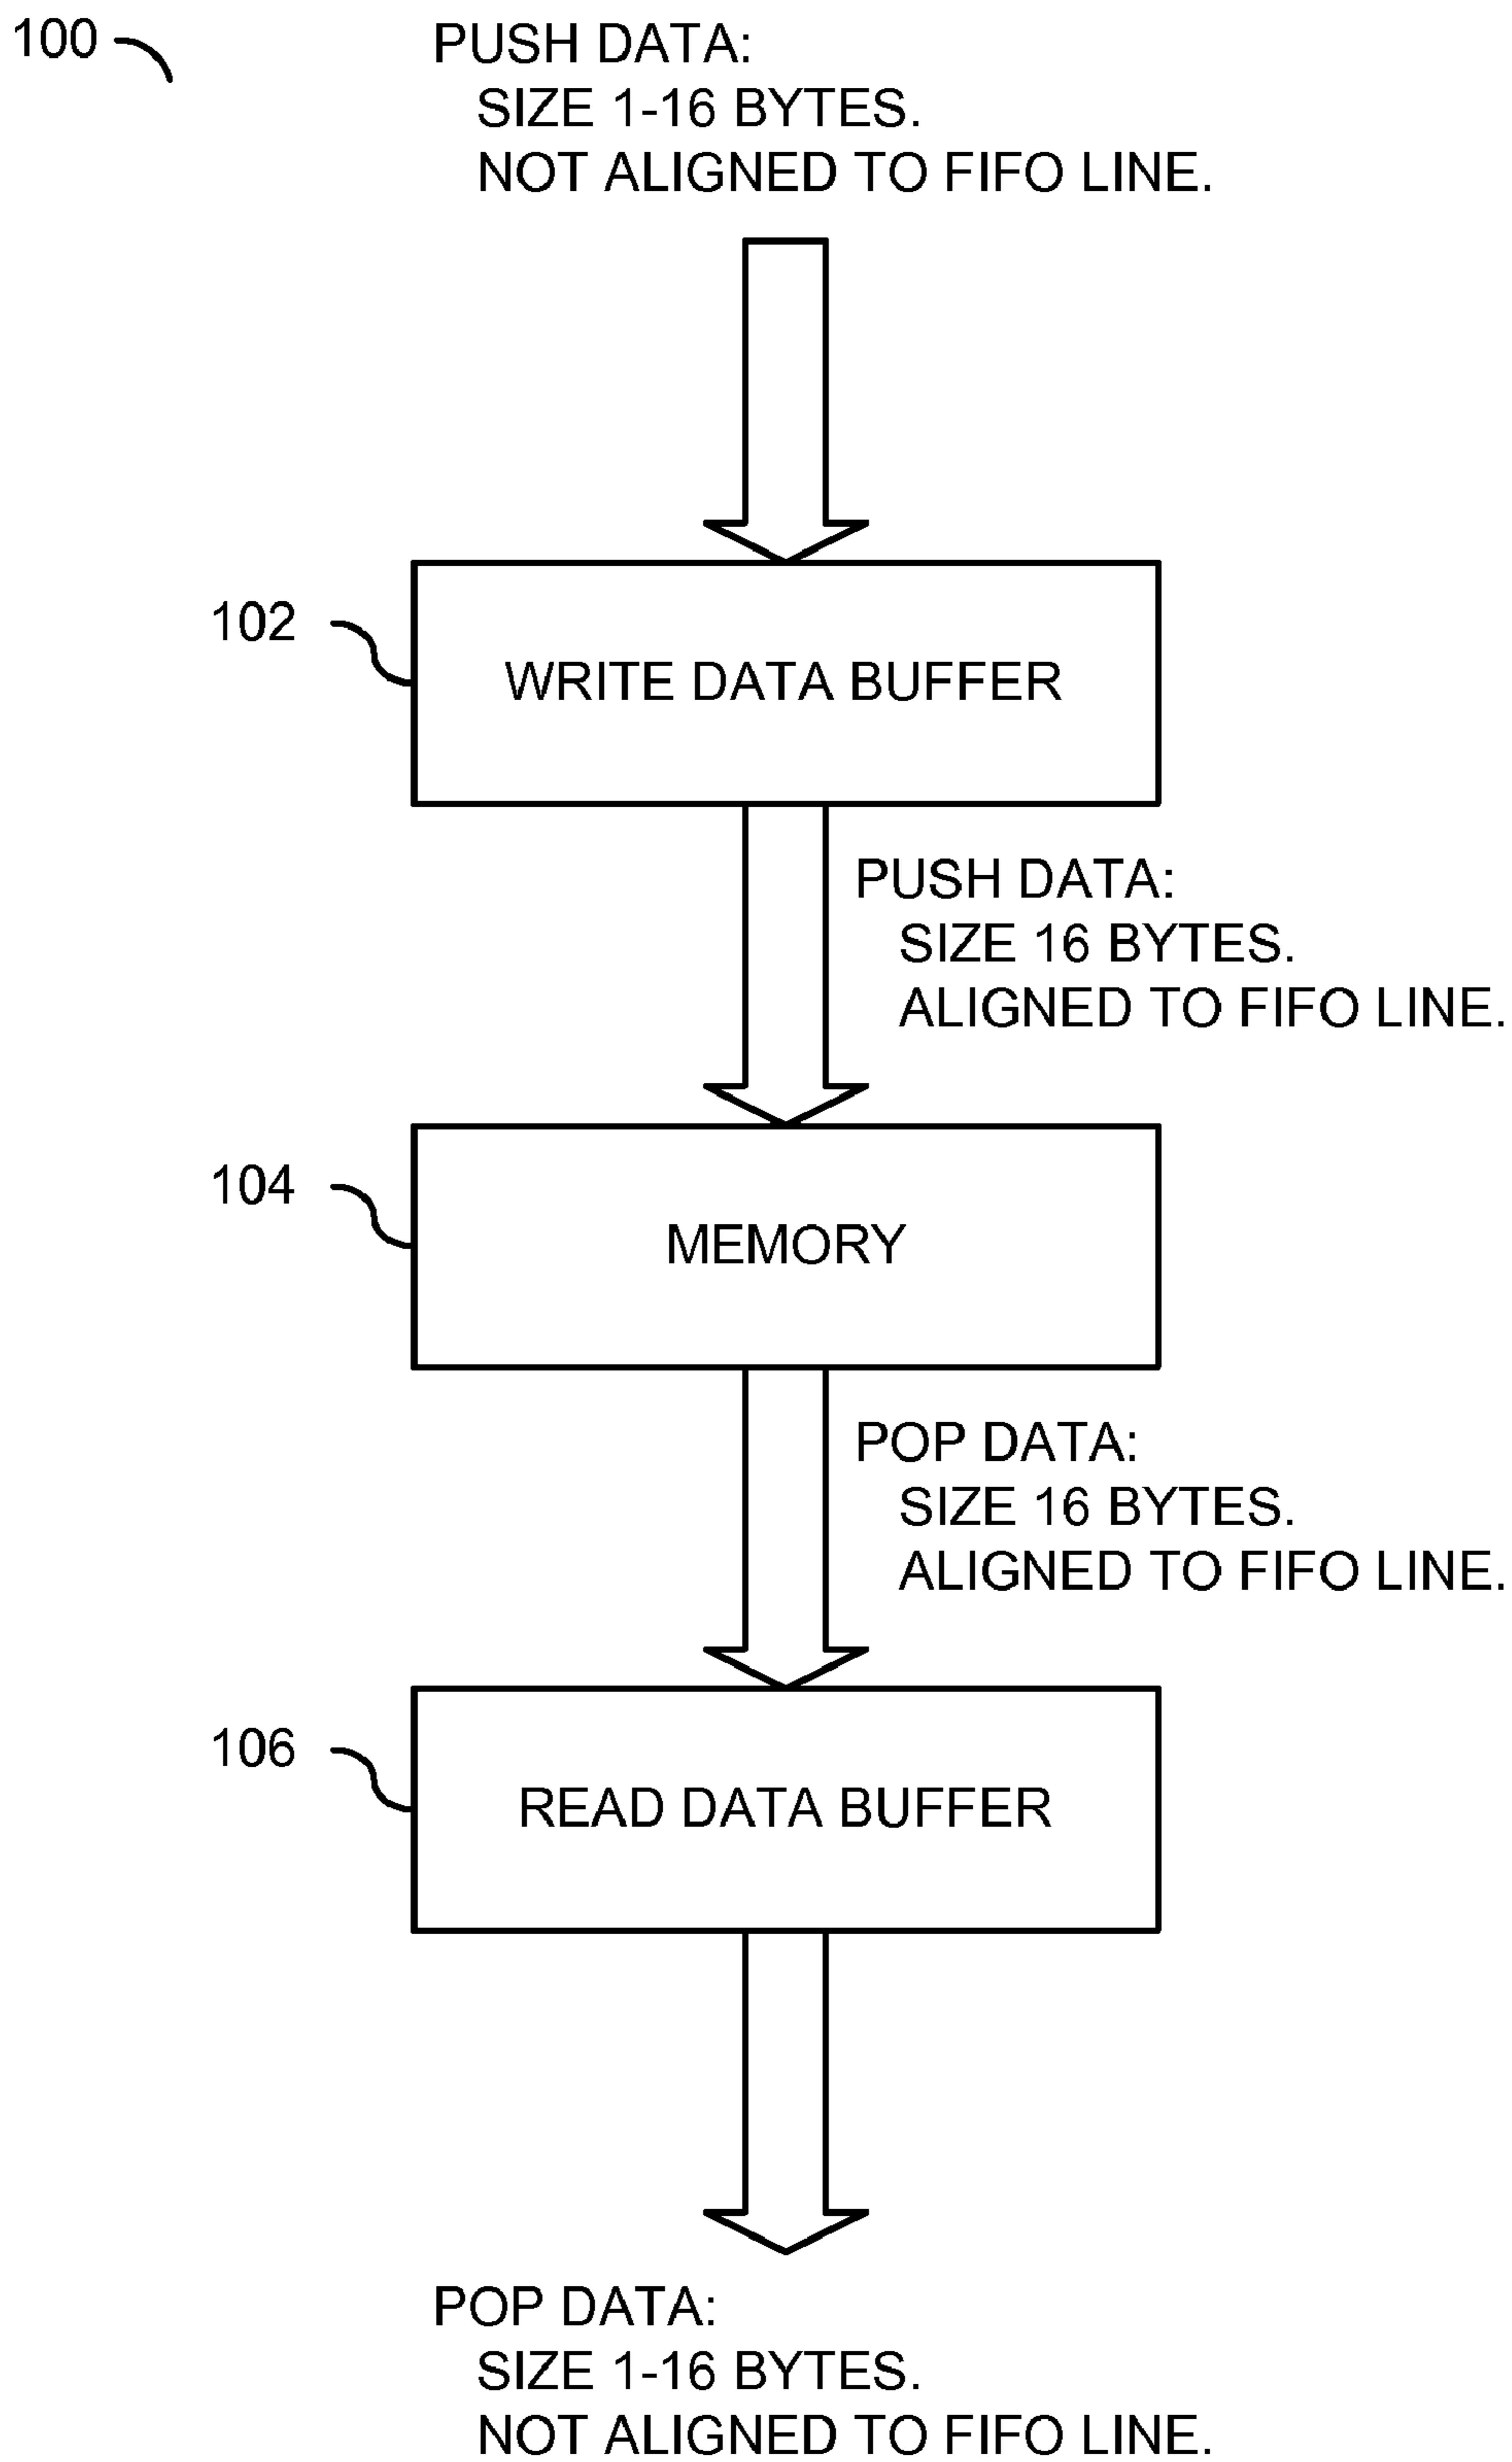 100
PUSH DATA:
SIZE 1-16 BYTES.
NOT ALIGNED TO FIFO LINE.
102
WRITE DATA BUFFER
PUSH DATA:
SIZE 16 BYTES.
ALIGNED TO FIFO LINE.
104
MEMORY
POP DATA:
SIZE 16 BYTES.
ALIGNED TO FIFO LINE.
106
READ DATA BUFFER
POP DATA:
SIZE 1-16 BYTES.
NOT ALIGNED TO FIFO LINE.